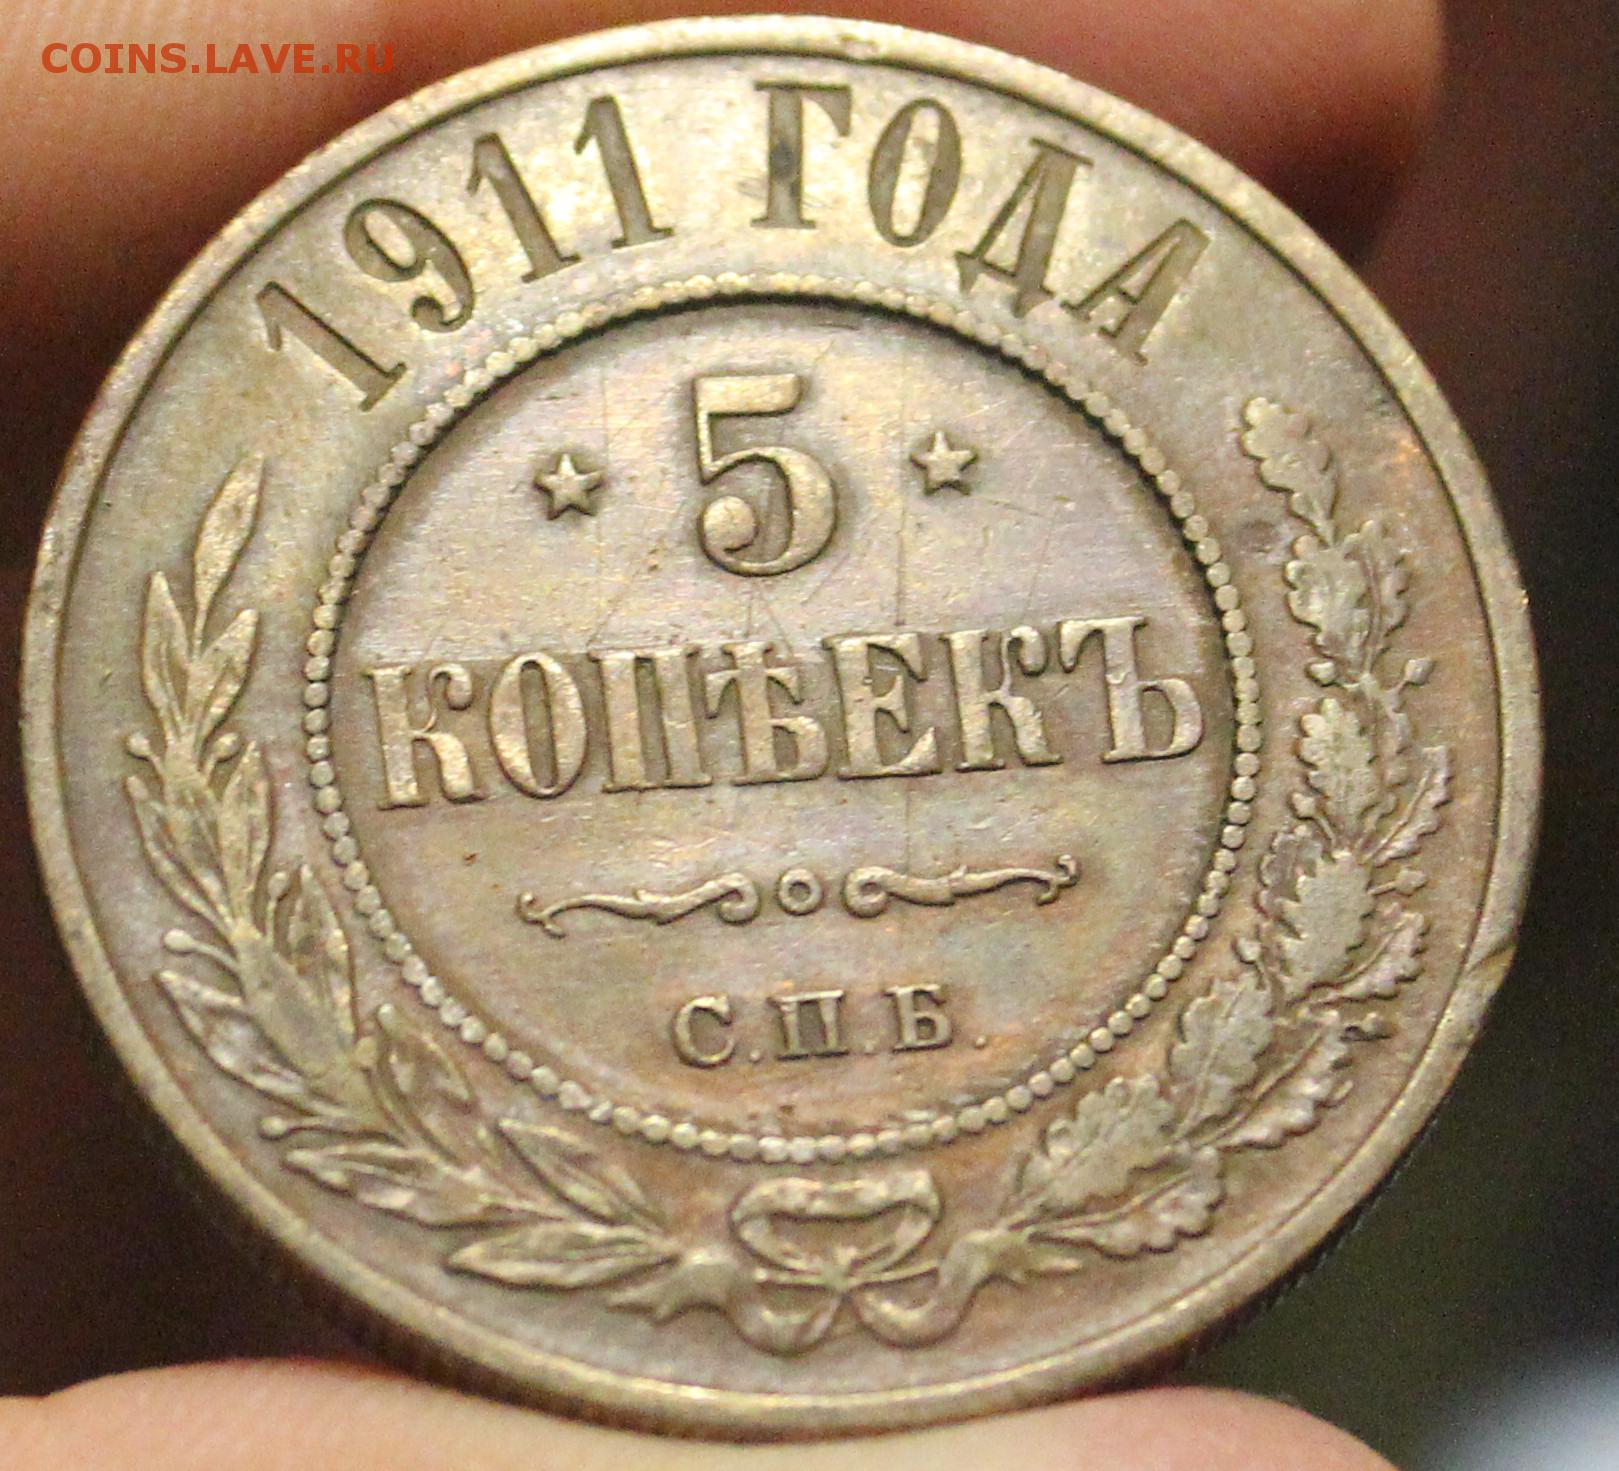 COINS.LAVE.RU
1911 ГОДА
5
КОПѢЕКЪ
С.П.Б.